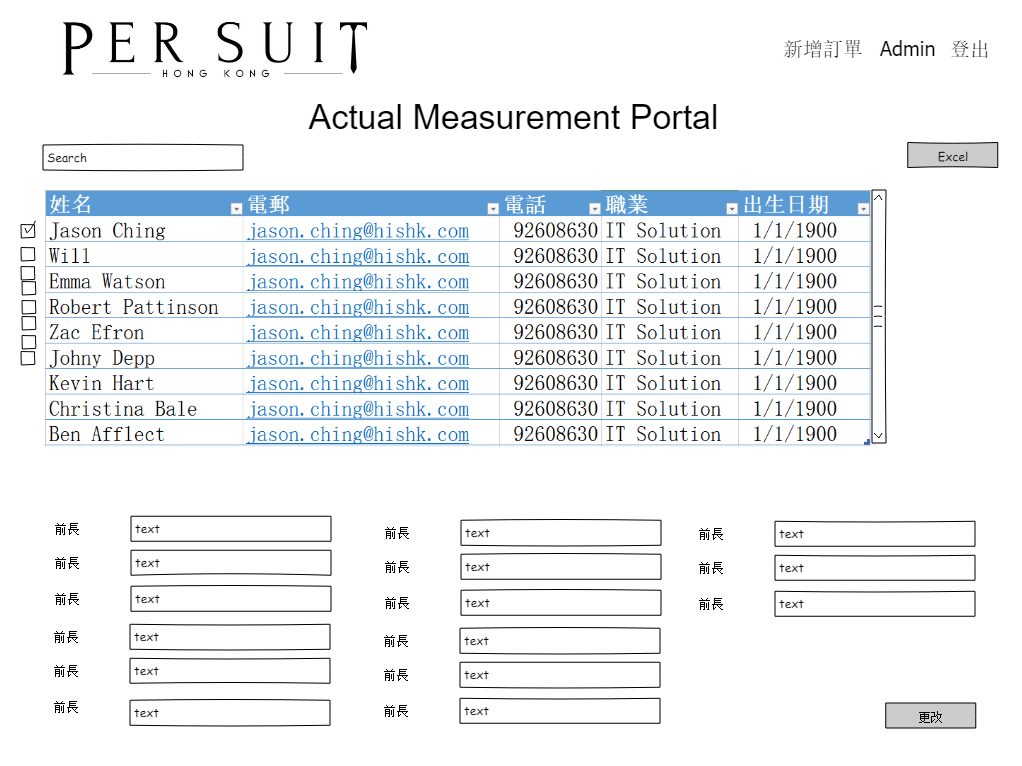 PER SUIT
HONG KONG
新增訂單 Admin 登出
Actual Measurement Portal
Search
Excel
姓名 電郵 電話 職業 出生日期
Jason Ching jason.ching@hishk.com 92608630 IT Solution 1/1/1900
Will jason.ching@hishk.com 92608630 IT Solution 1/1/1900
Emma Watson jason.ching@hishk.com 92608630 IT Solution 1/1/1900
Robert Pattinson jason.ching@hishk.com 92608630 IT Solution 1/1/1900
Zac Efron jason.ching@hishk.com 92608630 IT Solution 1/1/1900
Johny Depp jason.ching@hishk.com 92608630 IT Solution 1/1/1900
Kevin Hart jason.ching@hishk.com 92608630 IT Solution 1/1/1900
Christina Bale jason.ching@hishk.com 92608630 IT Solution 1/1/1900
Ben Afflect jason.ching@hishk.com 92608630 IT Solution 1/1/1900
前長 text 前長 text 前長 text
前長 text 前長 text 前長 text
前長 text 前長 text 前長 text
前長 text 前長 text
前長 text 前長 text
前長 text 前長 text
更改